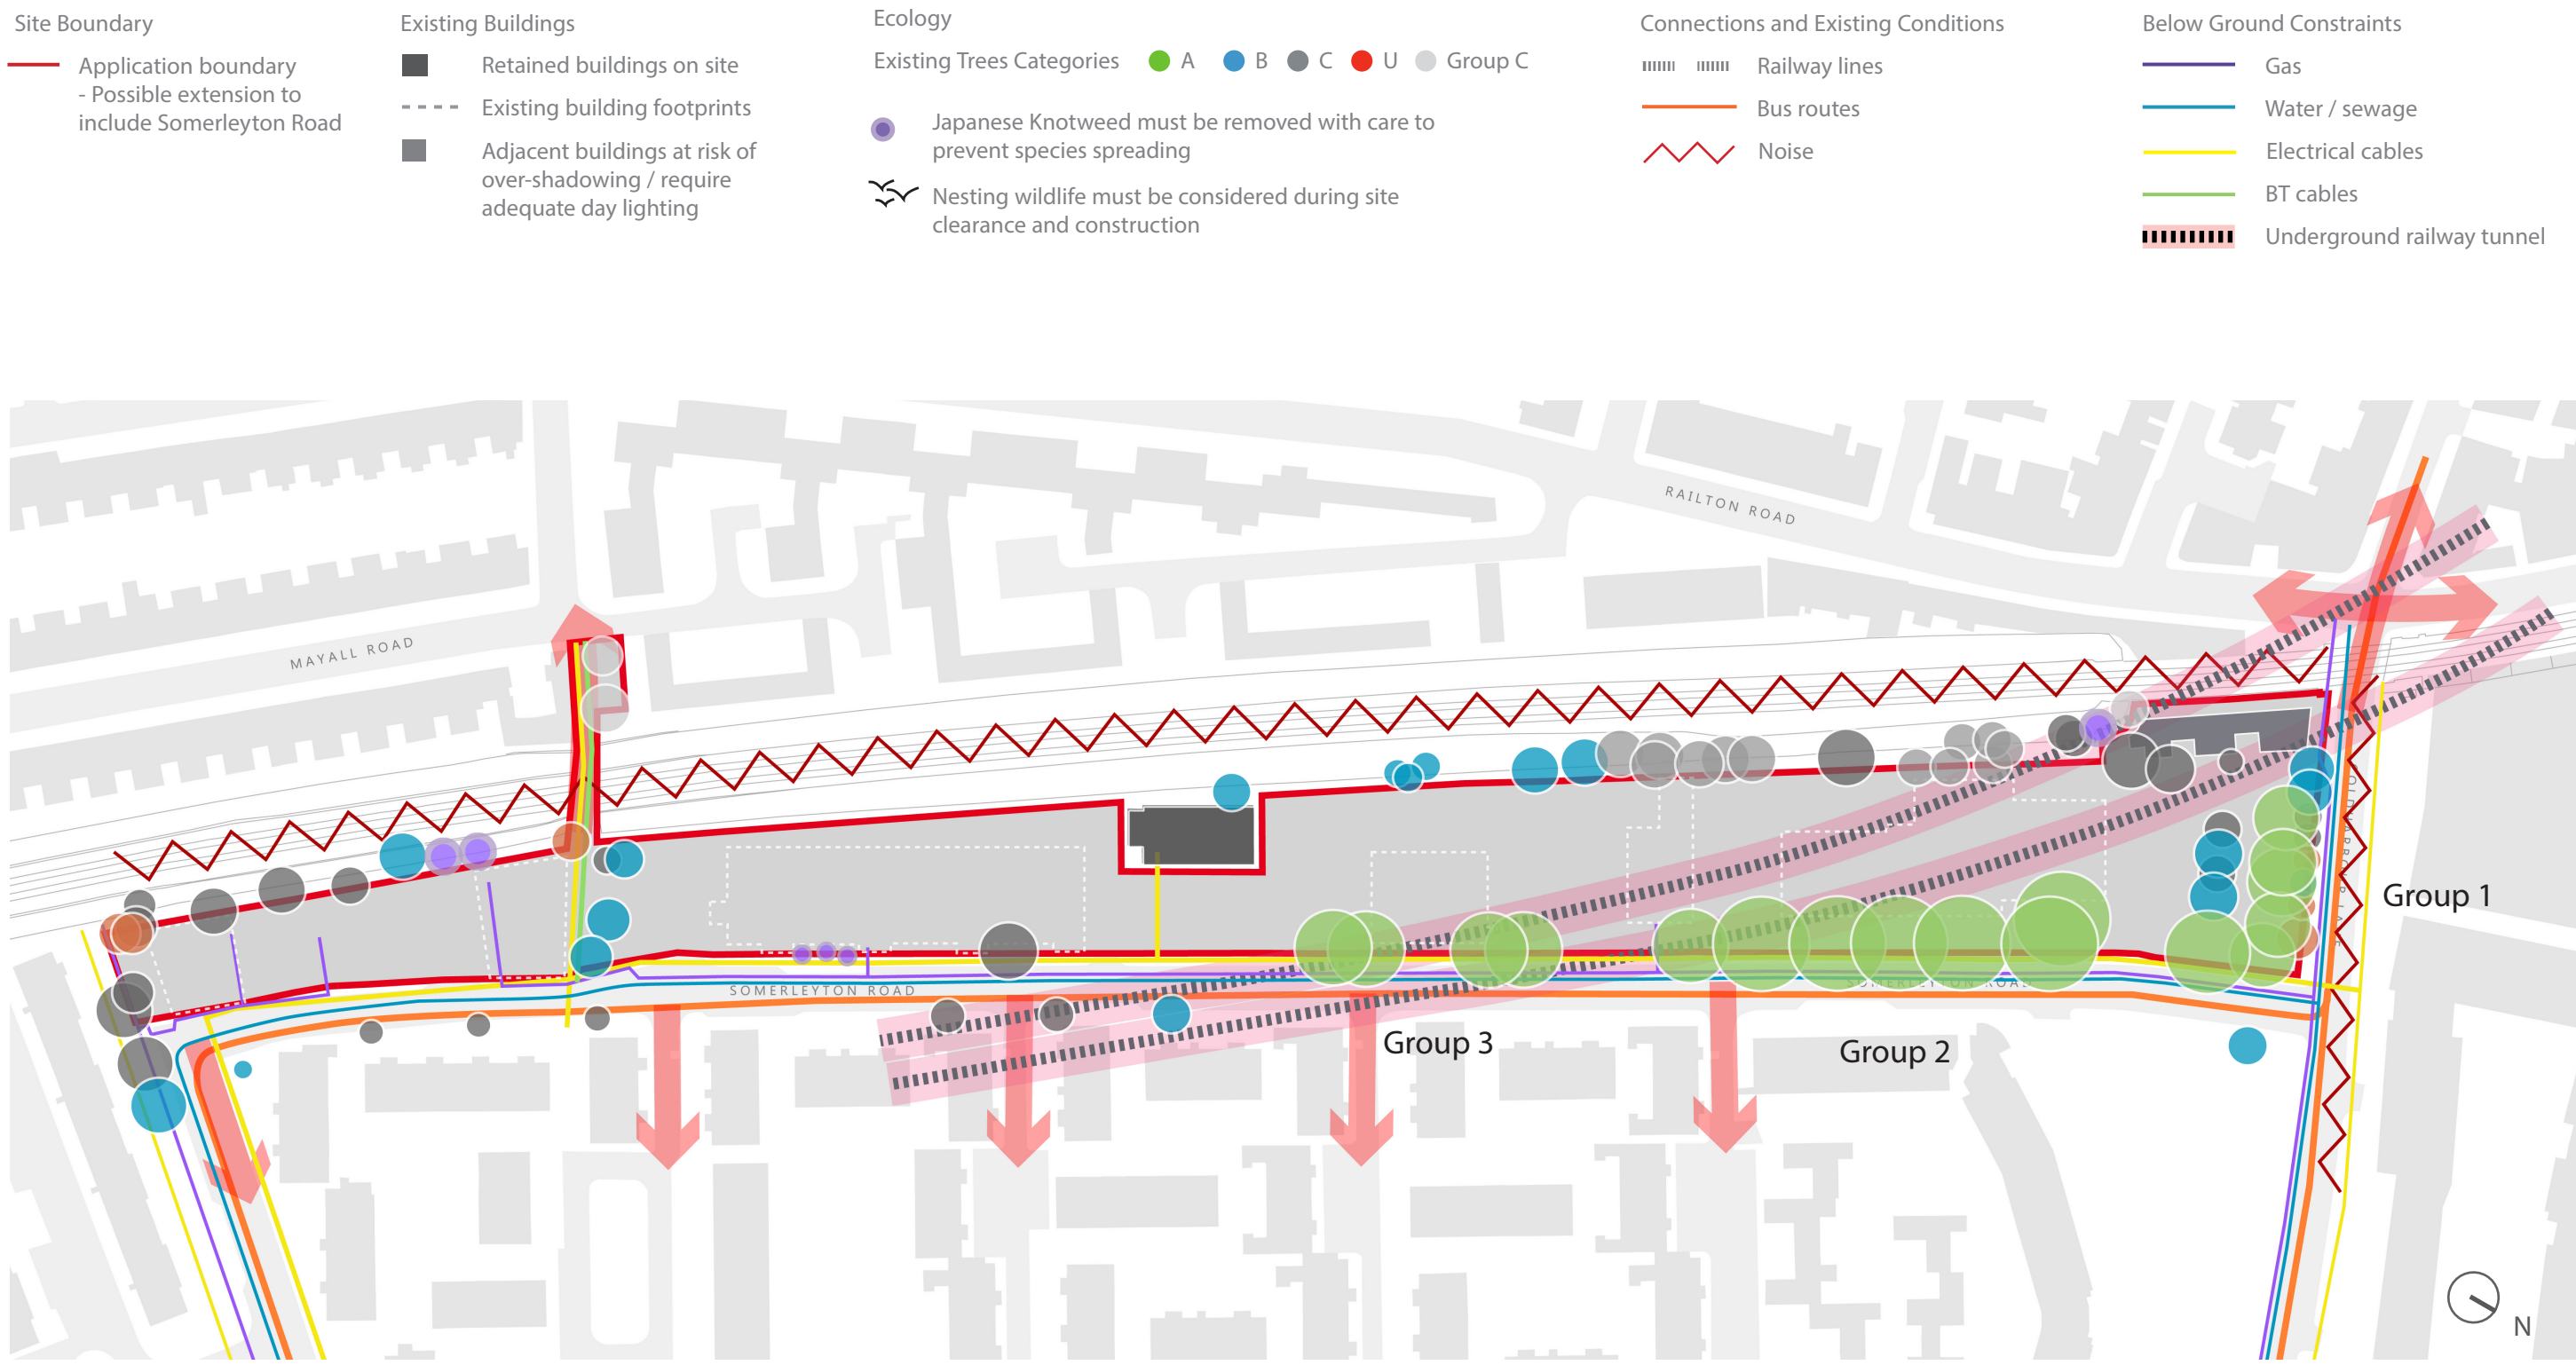 Site Boundary
Application boundary
- Possible extension to
include Somerleyton Road
Existing Buildings
Retained buildings on site
Existing building footprints
Adjacent buildings at risk of
over-shadowing / require
adequate day lighting
Ecology
Existing Trees Categories A B C U Group C
Japanese Knotweed must be removed with care to
prevent species spreading
Nesting wildlife must be considered during site
clearance and construction
Connections and Existing Conditions
Railway lines
Bus routes
Noise
Below Ground Constraints
Gas
Water / sewage
Electrical cables
BT cables
Underground railway tunnel
RAILTON ROAD
MAYALL ROAD
Group 1
SOMERLEYTON ROAD
SOMERLEYTON ROAD
Group 3
Group 2
N